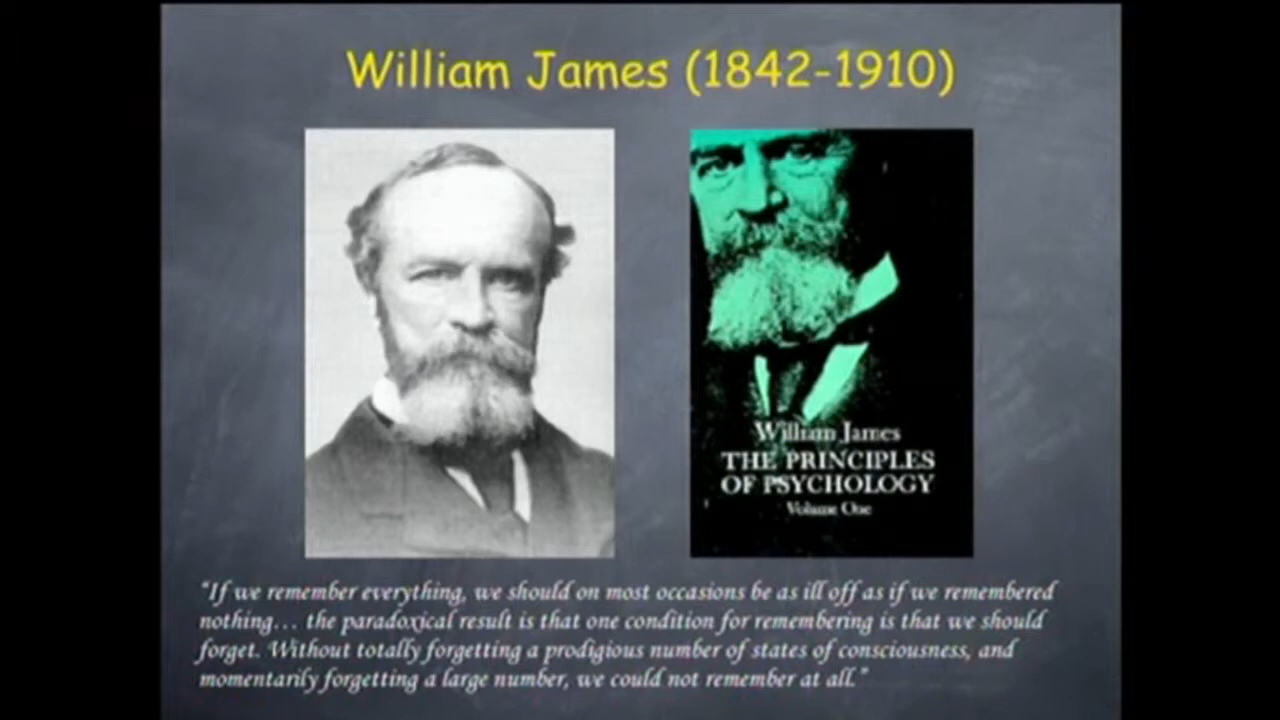 William James (1842-1910)
William James
THE PRINCIPLES
OF PSYCHOLOGY
Volume One
“If we remember everything, we should on most occasions be as ill off as if we remembered
nothing… the paradoxical result is that one condition for remembering is that we should
forget. Without totally forgetting a prodigious number of states of consciousness, and
momentarily forgetting a large number, we could not remember at all.”